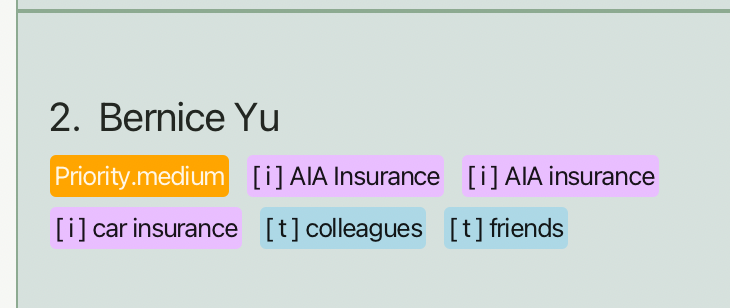 2. Bernice Yu
Priority.medium [ i ] AIA Insurance [ i ] AIA insurance
[ i ] car insurance [ t ] colleagues [ t ] friends